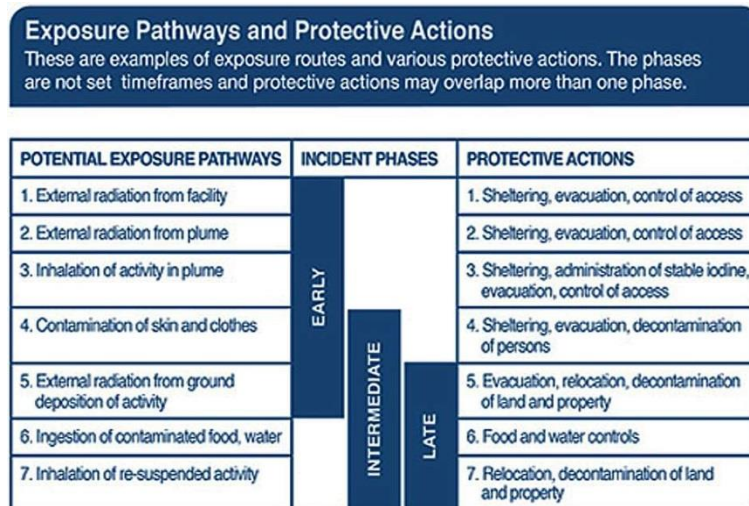 Exposure Pathways and Protective Actions
These are examples of exposure routes and various protective actions. The phases
are not set timeframes and protective actions may overlap more than one phase.
POTENTIAL EXPOSURE PATHWAYS
INCIDENT PHASES
PROTECTIVE ACTIONS
1. External radiation from facility
1. Sheltering, evacuation, control of access
2. External radiation from plume
2. Sheltering, evacuation, control of access
3. Inhalation of activity in plume
3. Sheltering, administration of stable iodine,
evacuation, control of access
4. Contamination of skin and clothes
4. Sheltering, evacuation, decontamination
of persons
5. External radiation from ground
deposition of activity
5. Evacuation, relocation, decontamination
of land and property
6. Ingestion of contaminated food, water
6. Food and water controls
7. Inhalation of re-suspended activity
7. Relocation, decontamination of land
and property
EARLY
INTERMEDIATE
LATE